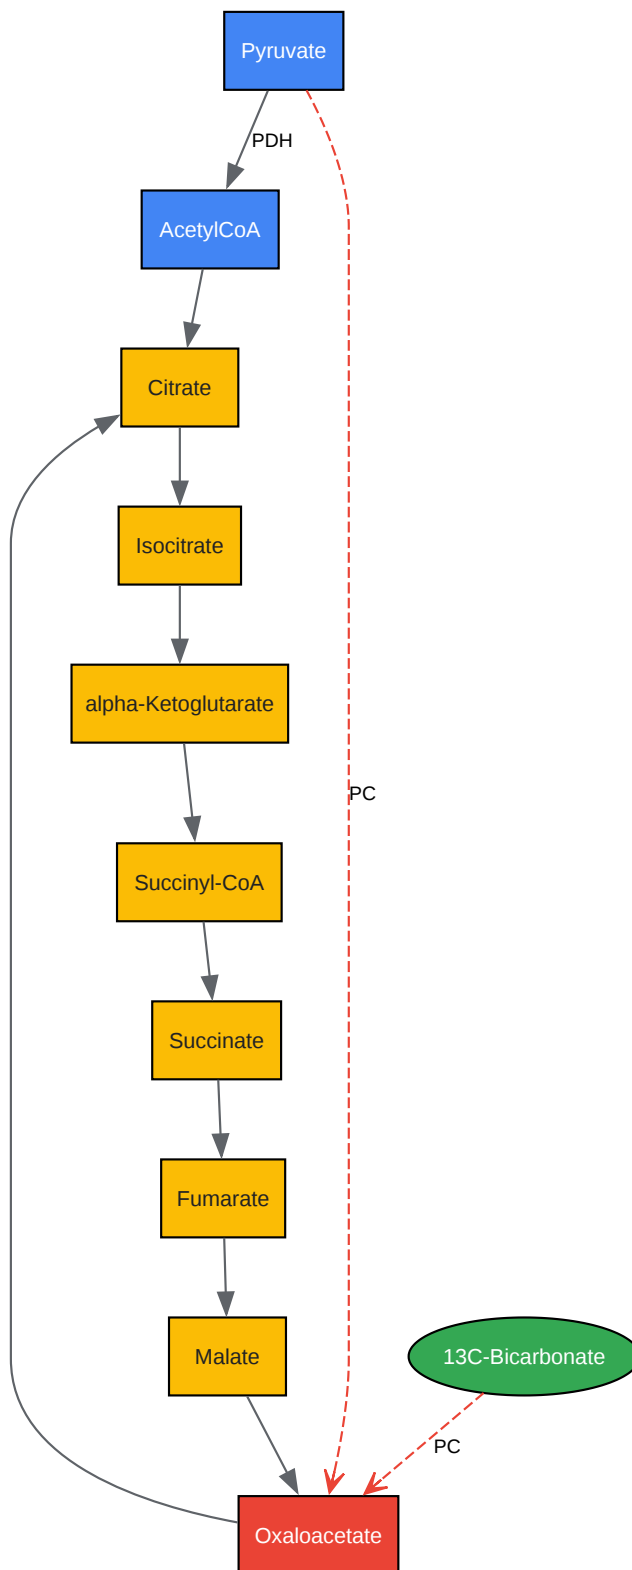 Pyruvate
PDH
AcetylCoA
Citrate
Isocitrate
alpha-Ketoglutarate
PC
Succinyl-CoA
Succinate
Fumarate
Malate
13C-Bicarbonate
PC
Oxaloacetate